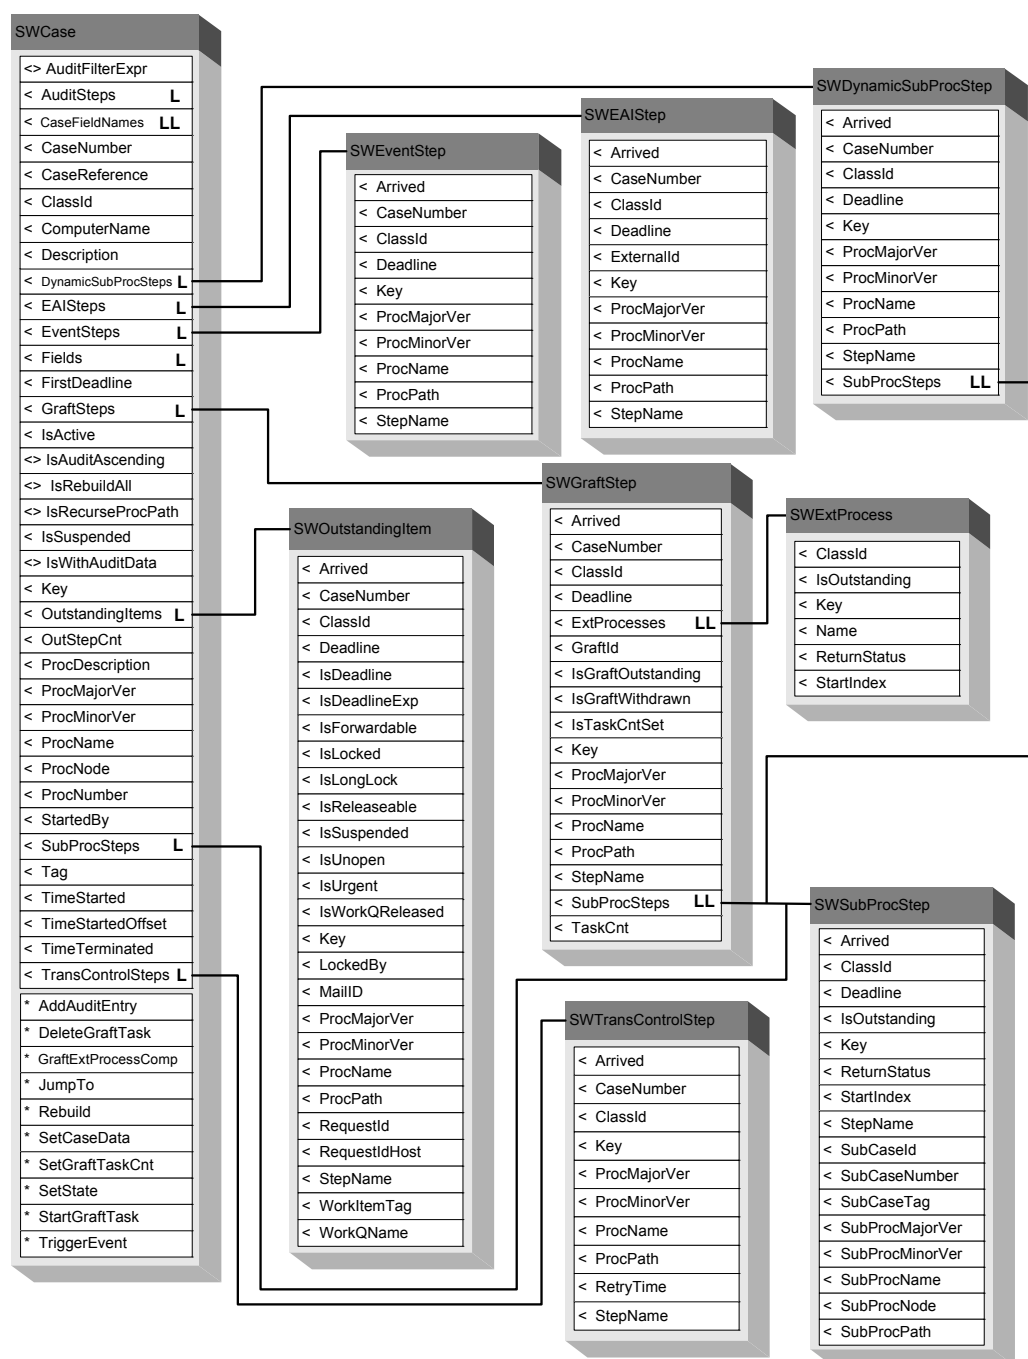 SWCase
<> AuditFilterExpr
< AuditSteps L
< CaseFieldNames LL
< CaseNumber
< CaseReference
< ClassId
< ComputerName
< Description
< DynamicSubProcSteps L
< EAISteps L
< EventSteps L
< Fields L
< FirstDeadline
< GraftSteps L
< IsActive
<> IsAuditAscending
<> IsRebuildAll
<> IsRecurseProcPath
< IsSuspended
<> IsWithAuditData
< Key
< OutstandingItems L
< OutStepCnt
< ProcDescription
< ProcMajorVer
< ProcMinorVer
< ProcName
< ProcNode
< ProcNumber
< StartedBy
< SubProcSteps L
< Tag
< TimeStarted
< TimeStartedOffset
< TimeTerminated
< TransControlSteps L
* AddAuditEntry
* DeleteGraftTask
* GraftExtProcessComp
* JumpTo
* Rebuild
* SetCaseData
* SetGraftTaskCnt
* SetState
* StartGraftTask
* TriggerEvent
SWEventStep
< Arrived
< CaseNumber
< ClassId
< Deadline
< Key
< ProcMajorVer
< ProcMinorVer
< ProcName
< ProcPath
< StepName
SWEAIStep
< Arrived
< CaseNumber
< ClassId
< Deadline
< ExternalId
< Key
< ProcMajorVer
< ProcMinorVer
< ProcName
< ProcPath
< StepName
SWDynamicSubProcStep
< Arrived
< CaseNumber
< ClassId
< Deadline
< Key
< ProcMajorVer
< ProcMinorVer
< ProcName
< ProcPath
< StepName
< SubProcSteps LL
SWOutstandingItem
< Arrived
< CaseNumber
< ClassId
< Deadline
< IsDeadline
< IsDeadlineExp
< IsForwardable
< IsLocked
< IsLongLock
< IsReleaseable
< IsSuspended
< IsUnopen
< IsUrgent
< IsWorkQReleased
< Key
< LockedBy
< MailID
< ProcMajorVer
< ProcMinorVer
< ProcName
< ProcPath
< RequestId
< RequestIdHost
< StepName
< WorkItemTag
< WorkQName
SWGraftStep
< Arrived
< CaseNumber
< ClassId
< Deadline
< ExtProcesses LL
< GraftId
< IsGraftOutstanding
< IsGraftWithdrawn
< IsTaskCntSet
< Key
< ProcMajorVer
< ProcMinorVer
< ProcName
< ProcPath
< StepName
< SubProcSteps LL
< TaskCnt
SWExtProcess
< ClassId
< IsOutstanding
< Key
< Name
< ReturnStatus
< StartIndex
SWTransControlStep
< Arrived
< CaseNumber
< ClassId
< Key
< ProcMajorVer
< ProcMinorVer
< ProcName
< ProcPath
< RetryTime
< StepName
SWSubProcStep
< Arrived
< ClassId
< Deadline
< IsOutstanding
< Key
< ReturnStatus
< StartIndex
< StepName
< SubCaseId
< SubCaseNumber
< SubCaseTag
< SubProcMajorVer
< SubProcMinorVer
< SubProcName
< SubProcNode
< SubProcPath